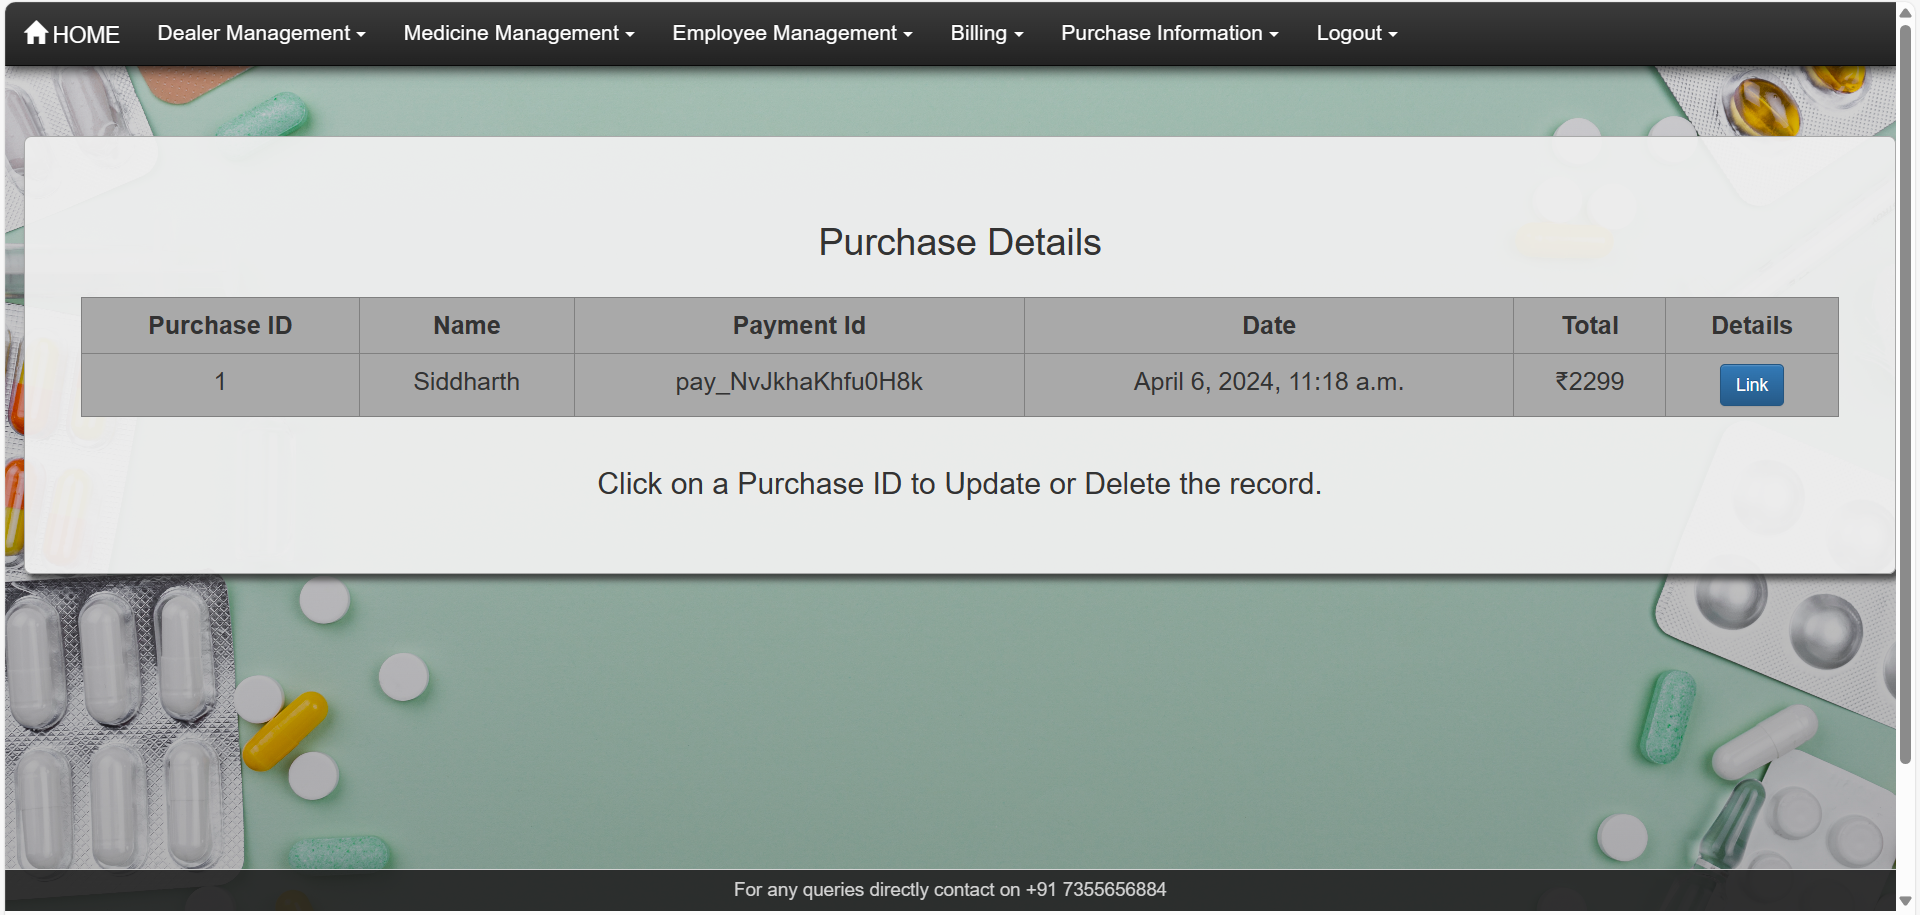 HOME Dealer Management Medicine Management Employee Management Billing Purchase Information Logout
Purchase Details
Purchase ID Name Payment Id Date Total Details
1 Siddharth pay_NvJkhaKhfu0H8k April 6, 2024, 11:18 a.m. ₹2299 Link
Click on a Purchase ID to Update or Delete the record.
For any queries directly contact on +91 7355656884